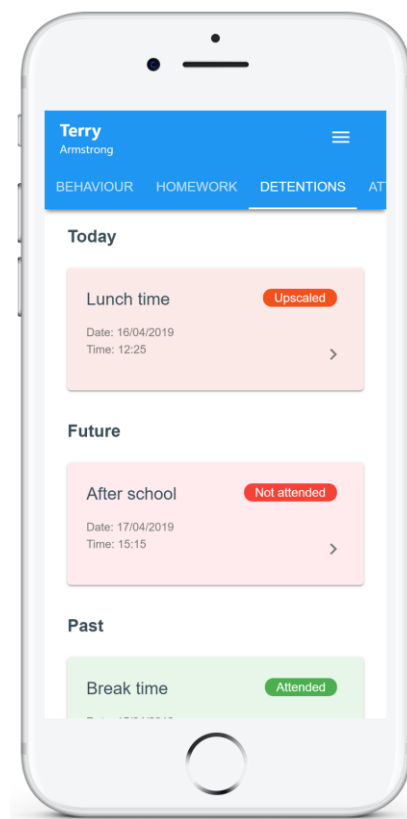 Terry
Armstrong
BEHAVIOUR HOMEWORK DETENTIONS
Today
Lunch time Upscaled
Date: 16/04/2019
Time: 12:25
Future
After school Not attended
Date: 17/04/2019
Time: 15:15
Past
Break time Attended